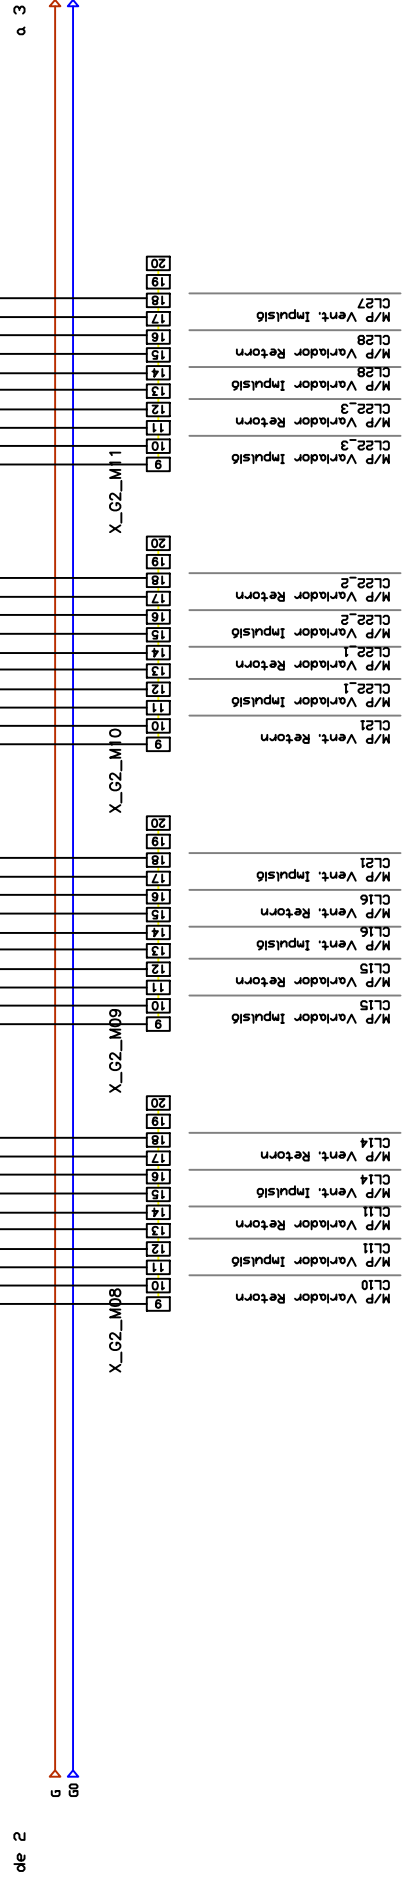 a 3
20
19
18
17
16
15
14
13
12
11
10
9
X_G2_M11
CL27
M/P Vent. Impulsió
CL28
M/P Variador Retorn
CL28
M/P Variador Impulsió
CL22_3
M/P Variador Retorn
CL22_3
M/P Variador Impulsió
20
19
18
17
16
15
14
13
12
11
10
9
X_G2_M10
CL22_2
M/P Variador Retorn
CL22_2
M/P Variador Impulsió
CL22_1
M/P Variador Retorn
CL22_1
M/P Variador Impulsió
CL21
M/P Vent. Retorn
20
19
18
17
16
15
14
13
12
11
10
9
X_G2_M09
CL21
M/P Vent. Impulsió
CL16
M/P Vent. Retorn
CL16
M/P Vent. Impulsió
CL15
M/P Variador Retorn
CL15
M/P Variador Impulsió
20
19
18
17
16
15
14
13
12
11
10
9
X_G2_M08
CL14
M/P Vent. Retorn
CL14
M/P Vent. Impulsió
CL11
M/P Variador Retorn
CL11
M/P Variador Impulsió
CL10
M/P Variador Retorn
G
G0
de 2